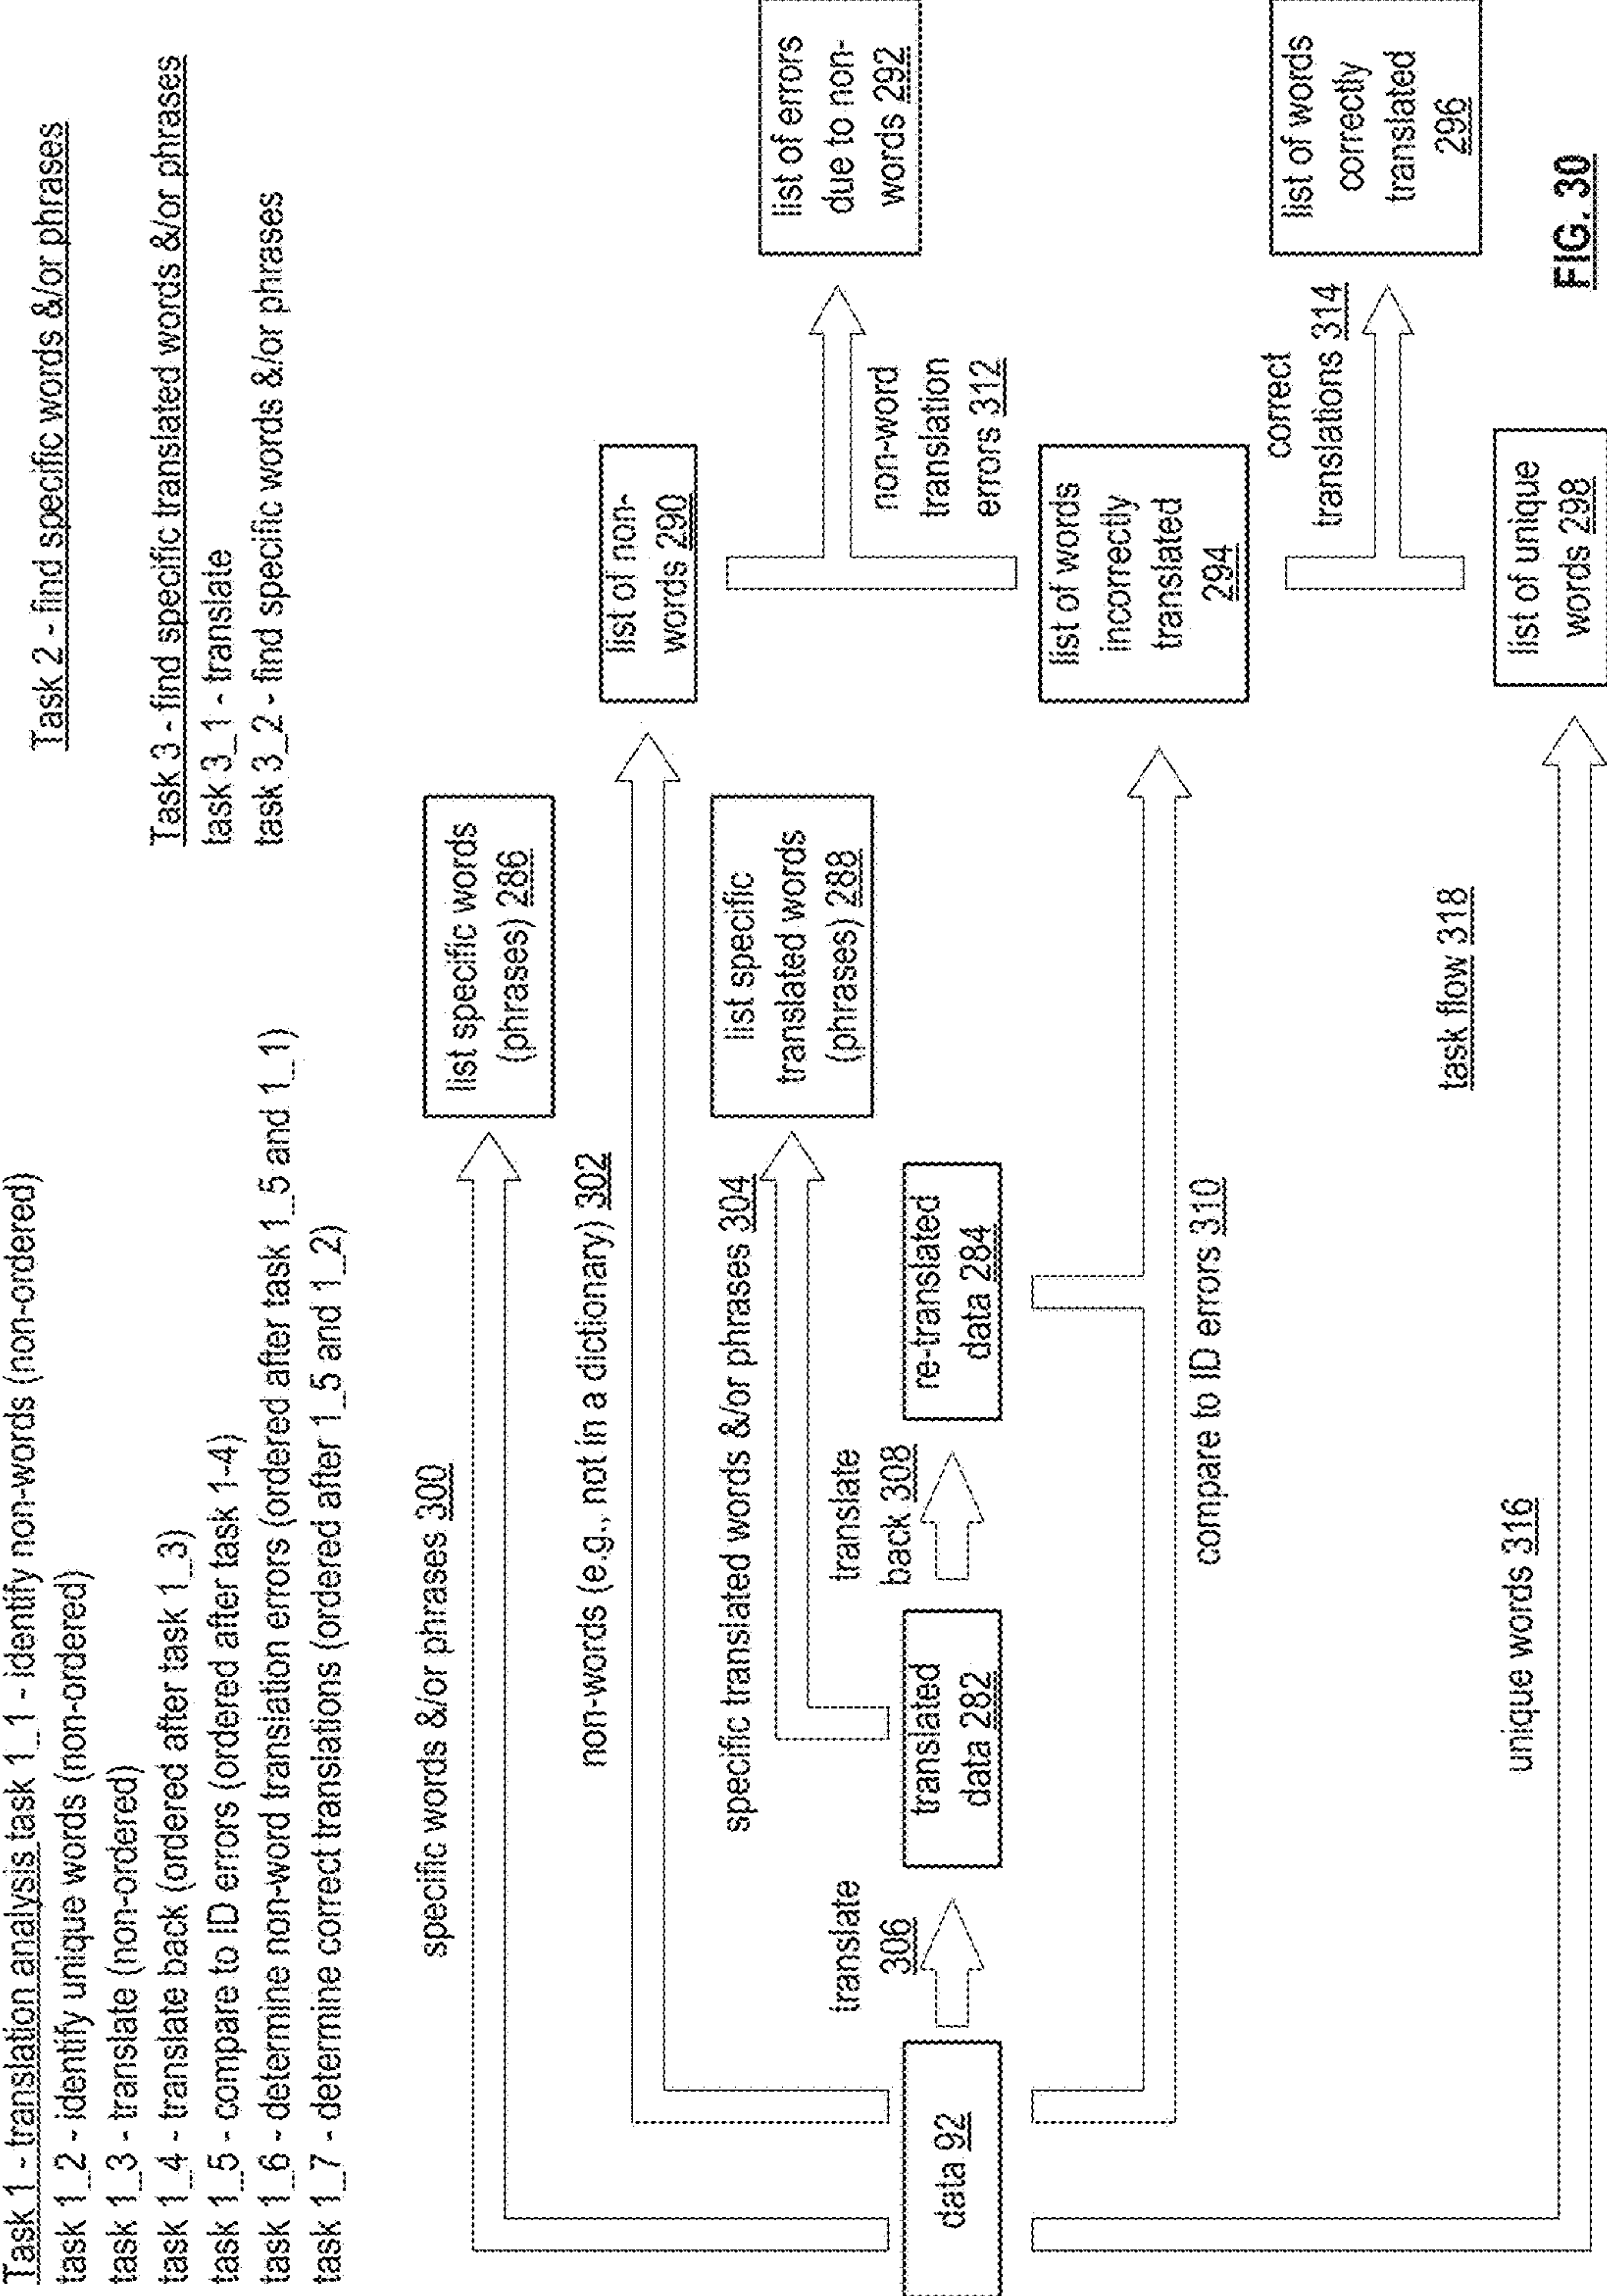 Task 1 - translation analysis task 1_1 - identify non-words (non-ordered)
task 1_2 - identify unique words (non-ordered)
task 1_3 - translate (non-ordered)
task 1_4 - translate back (ordered after task 1_3)
task 1_5 - compare to ID errors (ordered after task 1-4)
task 1_6 - determine non-word translation errors (ordered after task 1_5 and 1_1)
task 1_7 - determine correct translations (ordered after 1_5 and 1_2)
Task 2 - find specific words &/or phrases
Task 3 - find specific translated words &/or phrases
task 3_1 - translate
task 3_2 - find specific words &/or phrases
specific words &/or phrases 300
list specific words
(phrases) 286
non-words (e.g., not in a dictionary) 302
list of non-
words 290
specific translated words &/or phrases 304
list specific
translated words
(phrases) 288
list of errors
due to non-
words 292
non-word
translation
errors 312
data 92
translate
306
translated
data 282
translate
back 308
re-translated
data 284
compare to ID errors 310
list of words
incorrectly
translated
294
correct
translations 314
list of words
correctly
translated
296
task flow 318
unique words 316
list of unique
words 298
FIG. 30